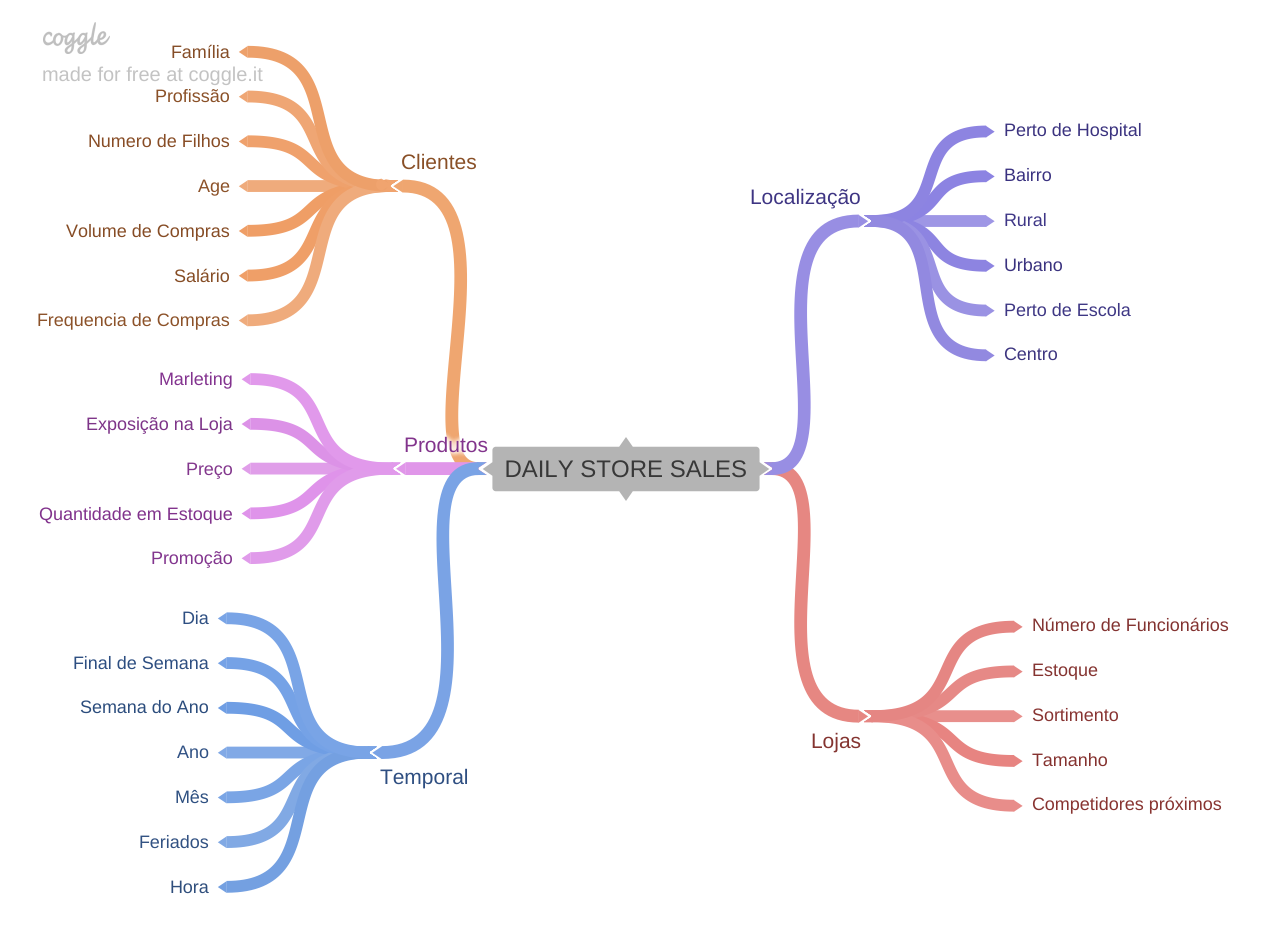 coggle
made for free at coggle.it
Família
Profissão
Numero de Filhos
Age
Volume de Compras
Salário
Frequencia de Compras
Clientes
Marleting
Exposição na Loja
Preço
Quantidade em Estoque
Promoção
Produtos
Dia
Final de Semana
Semana do Ano
Ano
Mês
Feriados
Hora
Temporal
DAILY STORE SALES
Localização
Perto de Hospital
Bairro
Rural
Urbano
Perto de Escola
Centro
Lojas
Número de Funcionários
Estoque
Sortimento
Tamanho
Competidores próximos